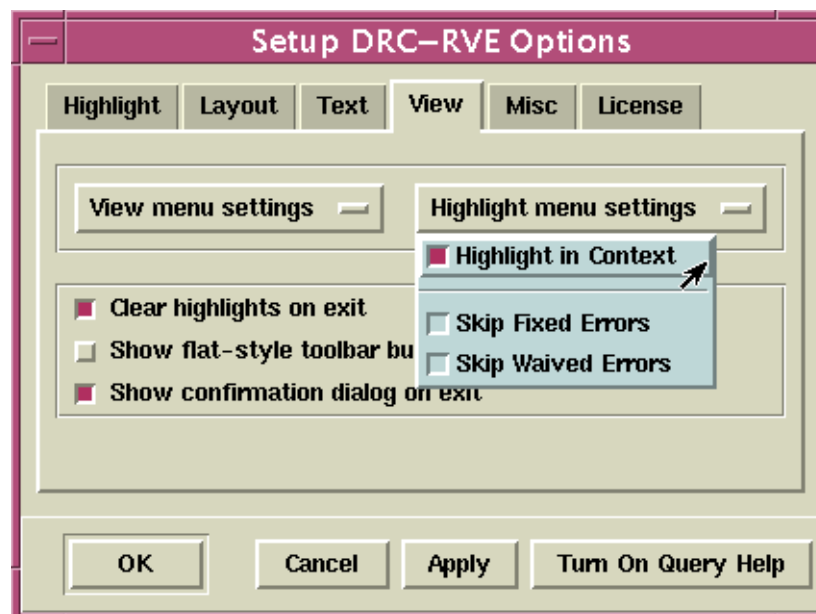 Setup DRC-RVE Options
Highlight Layout Text View Misc License
View menu settings Highlight menu settings
Highlight in Context
Clear highlights on exit
Skip Fixed Errors
Show flat-style toolbar bu
Skip Waived Errors
Show confirmation dialog on exit
OK Cancel Apply Turn On Query Help